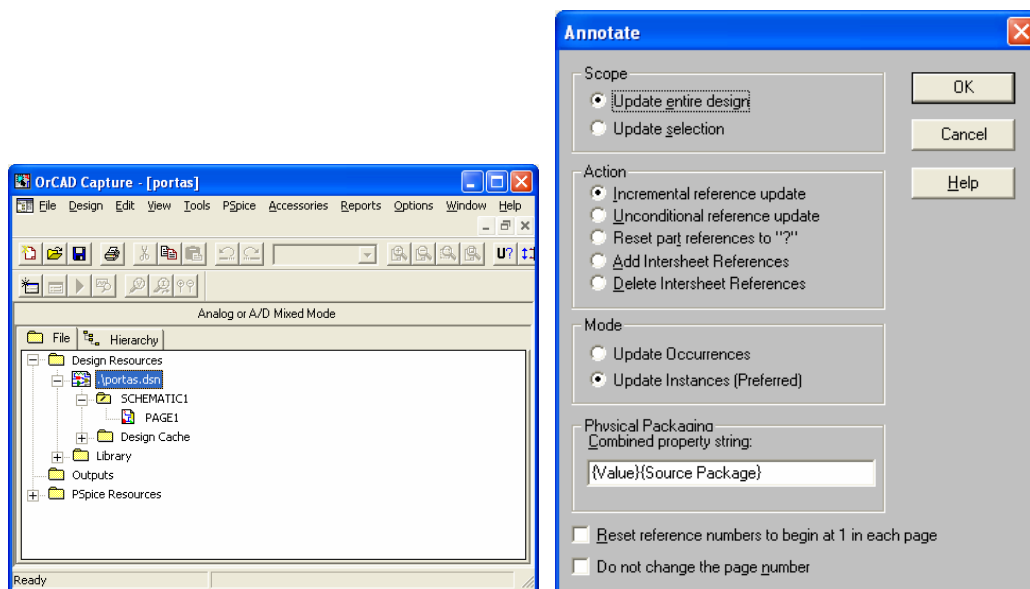 OrCAD Capture - [portas]
File Design Edit View Tools PSpice Accessories Reports Options Window Help
U?
Analog or A/D Mixed Mode
File Hierarchy
Design Resources
.\portas.dsn
SCHEMATIC1
PAGE1
Design Cache
Library
Outputs
PSpice Resources
Ready
Annotate
Scope
Update entire design
Update selection
OK
Cancel
Help
Action
Incremental reference update
Unconditional reference update
Reset part references to "?"
Add Intersheet References
Delete Intersheet References
Mode
Update Occurrences
Update Instances (Preferred)
Physical Packaging
Combined property string:
{Value}{Source Package}
Reset reference numbers to begin at 1 in each page
Do not change the page number